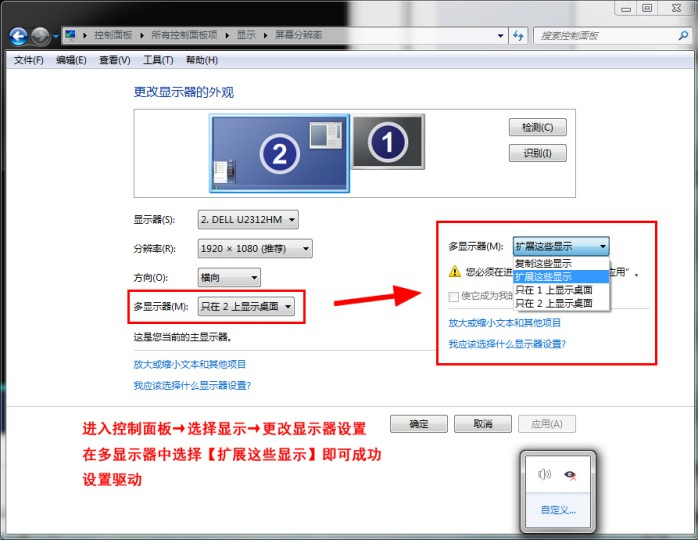 控制面板 ▸ 所有控制面板项 ▸ 显示 ▸ 屏幕分辨率
搜索控制面板
文件(F) 编辑(E) 查看(V) 工具(T) 帮助(H)
更改显示器的外观
2
1
检测(C)
识别(I)
显示器(S): 2. DELL U2312HM
分辨率(R): 1920 × 1080 (推荐)
方向(O): 横向
多显示器(M): 只在 2 上显示桌面
这是您当前的主显示器。
放大或缩小文本和其他项目
我应该选择什么显示器设置?
多显示器(M): 扩展这些显示
复制这些显示
扩展这些显示
只在 1 上显示桌面
只在 2 上显示桌面
您必须在进
应用"。
使它成为我的
放大或缩小文本和其他项目
我应该选择什么显示器设置?
进入控制面板→选择显示→更改显示器设置
在多显示器中选择【扩展这些显示】即可成功
设置驱动
确定
取消
应用(A)
自定义...